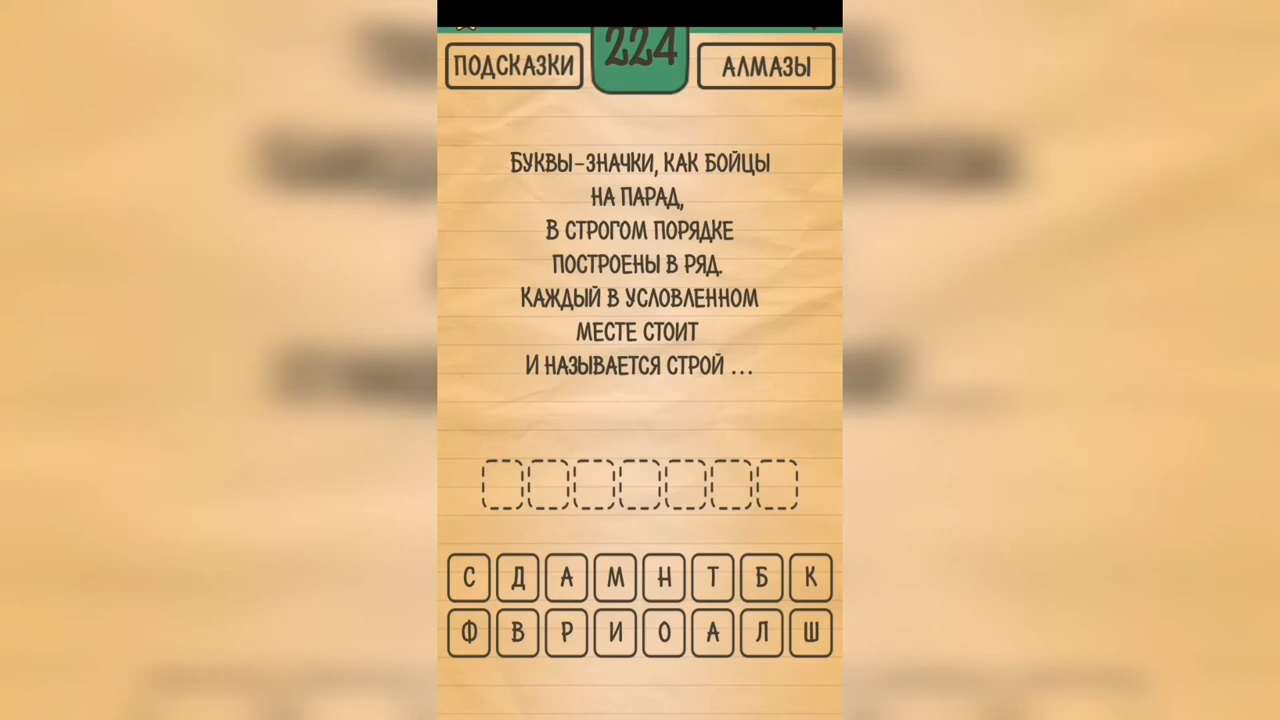 224
ПОДСКАЗКИ
АЛМАЗЫ
БУКВЫ-ЗНАЧКИ, КАК БОЙЦЫ
НА ПАРАД,
В СТРОГОМ ПОРЯДКЕ
ПОСТРОЕНЫ В РЯД.
КАЖДЫЙ В УСЛОВЛЕННОМ
МЕСТЕ СТОИТ
И НАЗЫВАЕТСЯ СТРОЙ ...
С Д А М Н Т Б К
Ф В Р И О А Л Ш